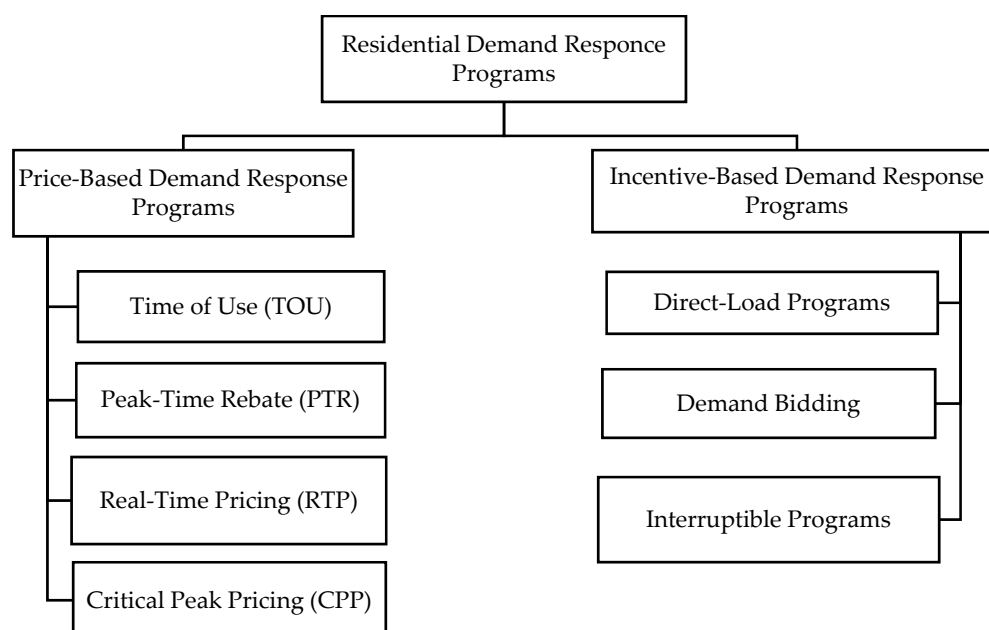 Residential Demand Responce
Programs
Price-Based Demand Response
Programs
Time of Use (TOU)
Peak-Time Rebate (PTR)
Real-Time Pricing (RTP)
Critical Peak Pricing (CPP)
Incentive-Based Demand Response
Programs
Direct-Load Programs
Demand Bidding
Interruptible Programs